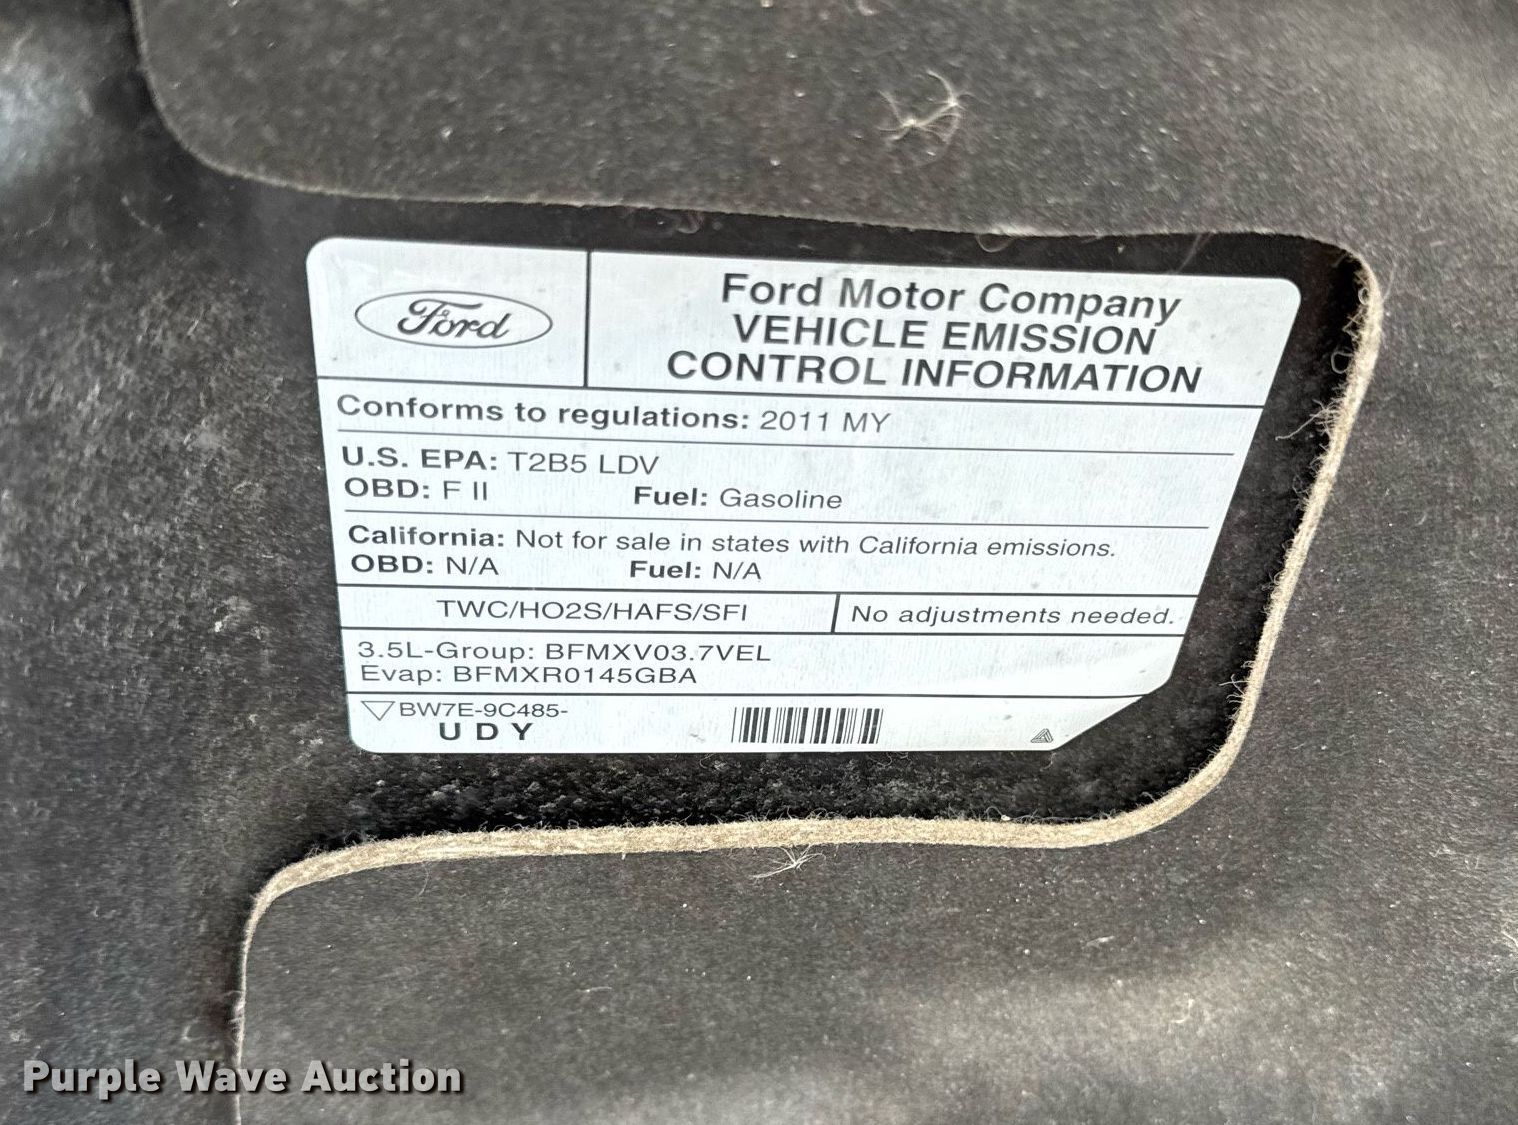 Ford
Ford Motor Company
VEHICLE EMISSION
CONTROL INFORMATION
Conforms to regulations: 2011 MY
U.S. EPA: T2B5 LDV
OBD: F II Fuel: Gasoline
California: Not for sale in states with California emissions.
OBD: N/A Fuel: N/A
TWC/HO2S/HAFS/SFI No adjustments needed.
3.5L-Group: BFMXV03.7VEL
Evap: BFMXR0145GBA
BW7E-9C485-
U D Y
Purple Wave Auction